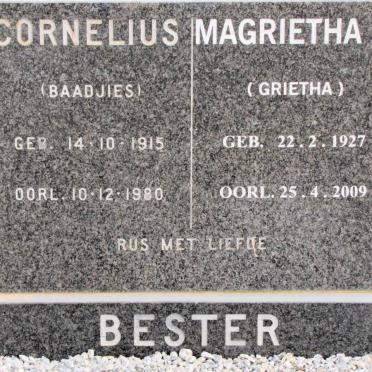 CORNELIUS
(BAADJIES)
GEB. 14·10·1915
OORL. 10·12·1980
MAGRIETHA
(GRIETHA)
GEB. 22.2.1927
OORL. 25.4.2009
RUS MET LIEFDE
BESTER